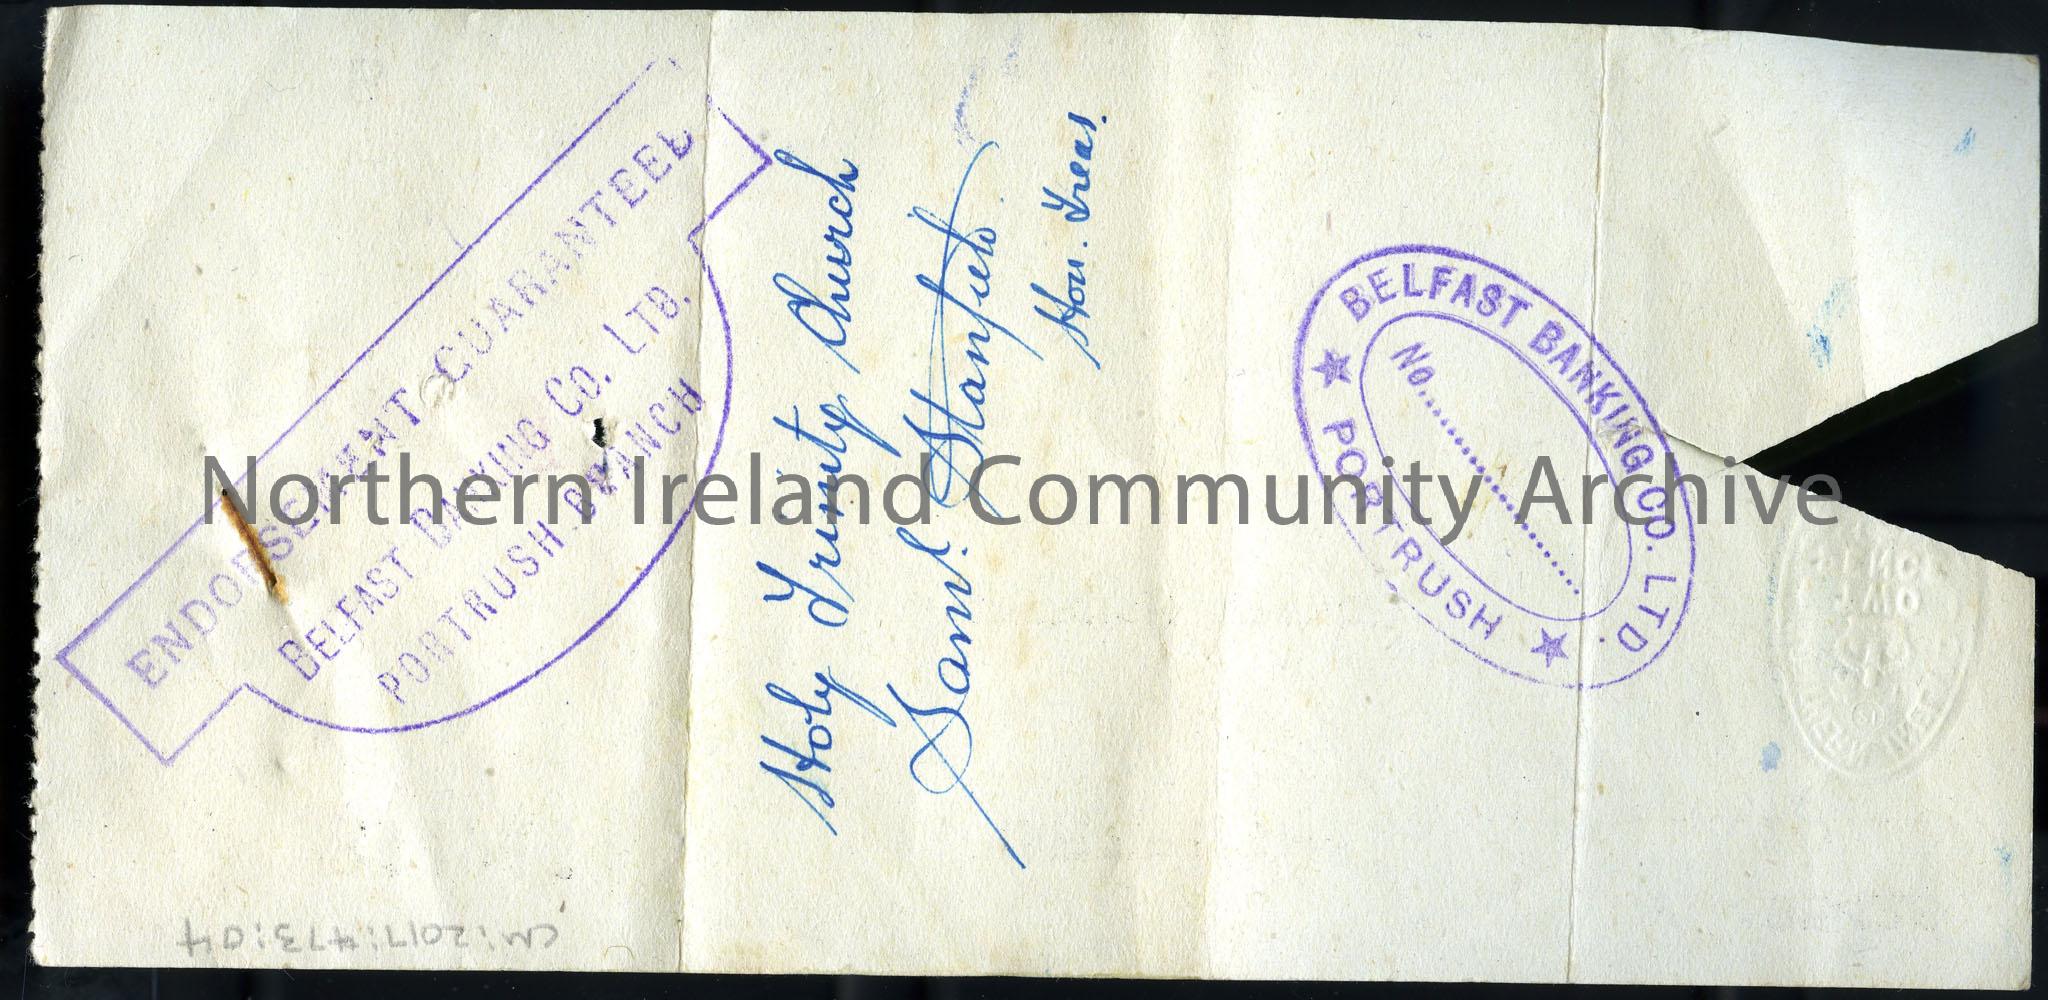 ENDORSEMENT GUARANTEED
BELFAST BANKING CO. LTD.
PORTRUSH BRANCH
Holy Trinity Church
Saml. Stanfield.
Hon. Treas.
BELFAST BANKING CO. LTD.
No.
★ PORTRUSH ★
CM:2017:473:04
Northern Ireland Community Archive